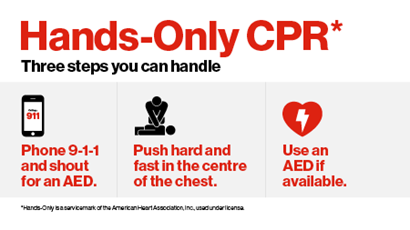 Hands-Only CPR*
Three steps you can handle
911
Phone 9-1-1
and shout
for an AED.
Push hard and
fast in the centre
of the chest.
Use an
AED if
available.
*Hands-Only is a servicemark of the American Heart Association, Inc., used under license.